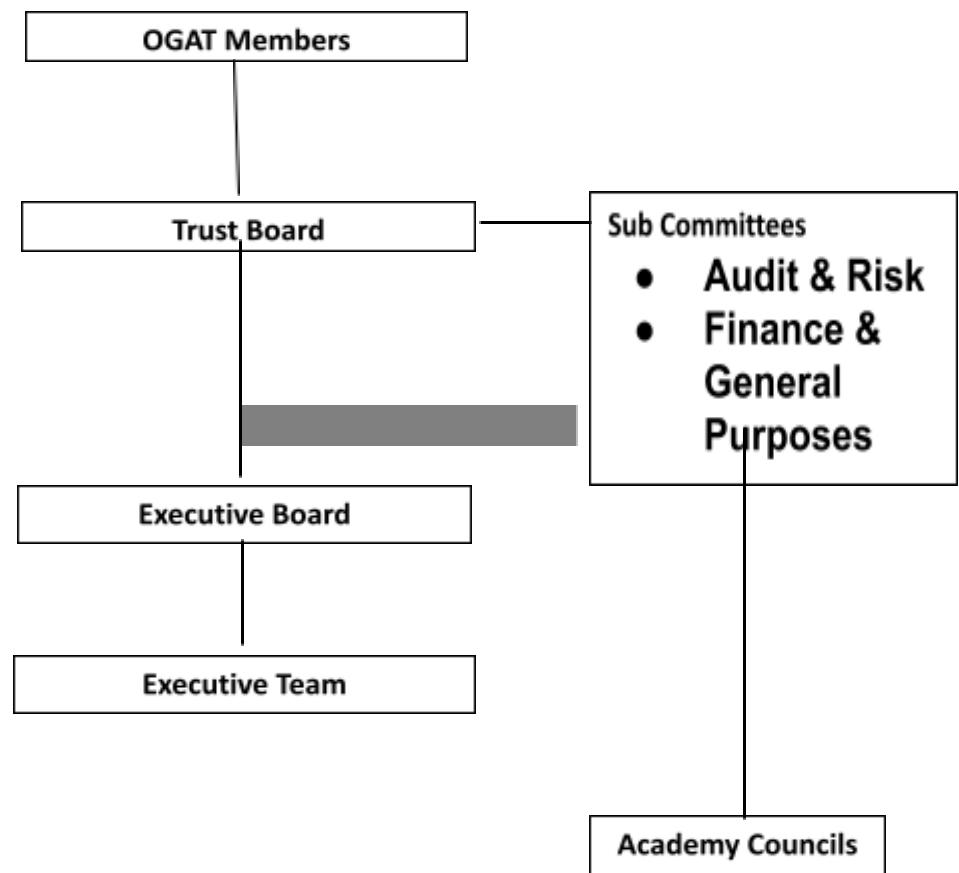 OGAT Members
Trust Board
Sub Committees
● Audit & Risk
● Finance &
General
Purposes
Executive Board
Executive Team
Academy Councils